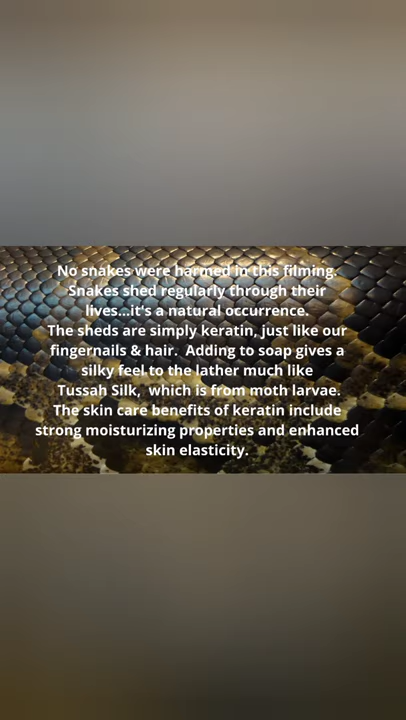 No snakes were harmed in this filming.
Snakes shed regularly through their
lives...it's a natural occurrence.
The sheds are simply keratin, just like our
fingernails & hair.  Adding to soap gives a
silky feel to the lather much like
Tussah Silk,  which is from moth larvae.
The skin care benefits of keratin include
strong moisturizing properties and enhanced
skin elasticity.